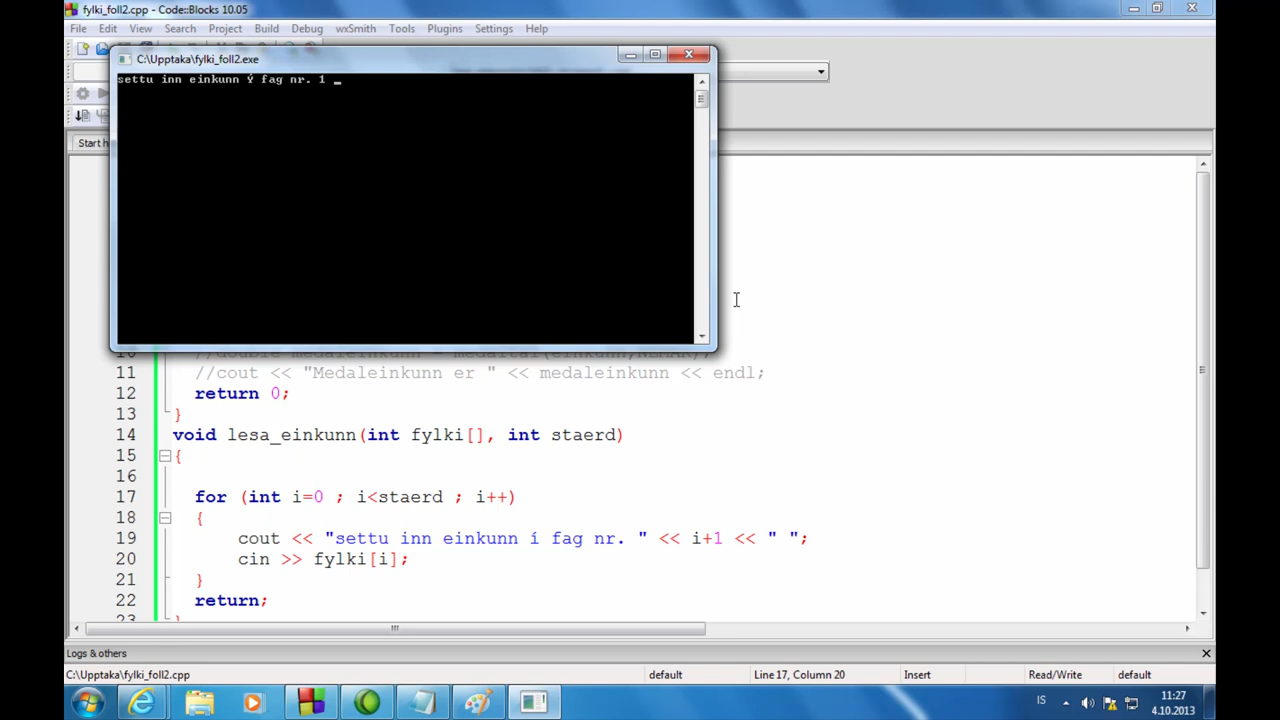 fylki_foll2.cpp - Code::Blocks 10.05
File Edit View Search Project Build Debug wxSmith Tools Plugins Settings Help
C:\Upptaka\fylki_foll2.exe
settu inn einkunn Ý fag nr. 1 _
Start h
11 //cout << "Medaleinkunn er " << medaleinkunn << endl;
12 return 0;
13 }
14 void lesa_einkunn(int fylki[], int staerd)
15 {
16
17 for (int i=0 ; i<staerd ; i++)
18 {
19 cout << "settu inn einkunn í fag nr. " << i+1 << " ";
20 cin >> fylki[i];
21 }
22 return;
Logs & others
C:\Upptaka\fylki_foll2.cpp default Line 17, Column 20 Insert Read/Write default
IS 11:27
4.10.2013